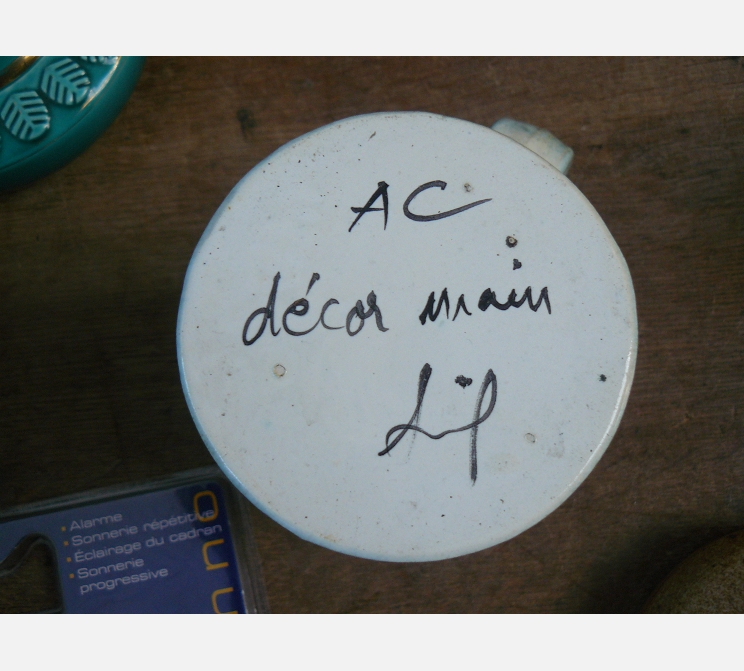 AC
décor main
Alarme
Sonnerie répétitive
Éclairage du cadran
Sonnerie
progressive